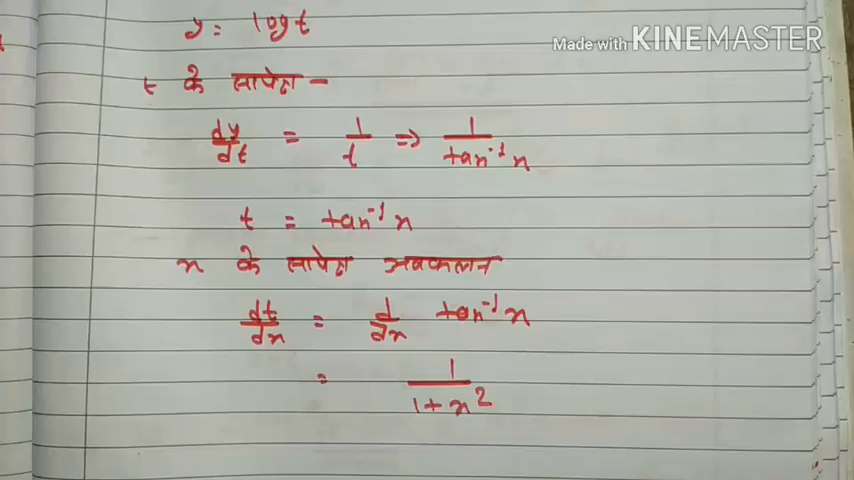 y = log t
Made with KINEMASTER
t के सापेक्ष -
dy/dt = 1/t => 1/tan⁻¹x
t = tan⁻¹x
x के सापेक्ष अवकलन
dt/dx = d/dx tan⁻¹x
= 1/1+x²